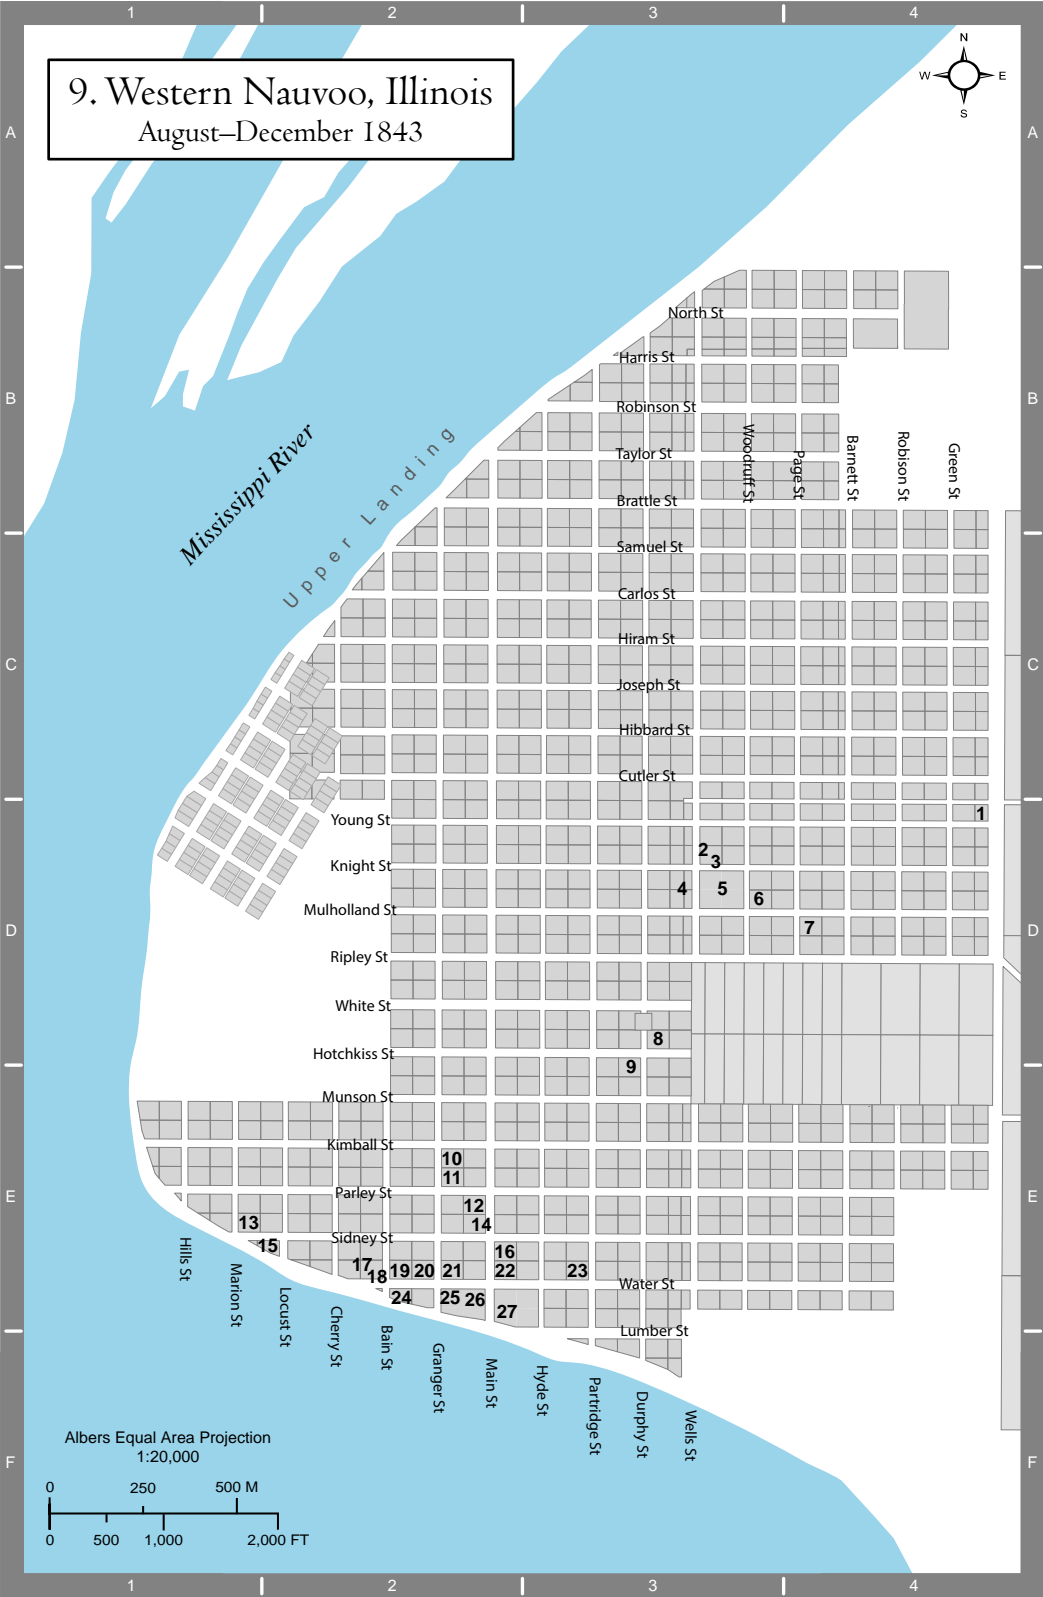 1 2 3 4
N
W E
S
9. Western Nauvoo, Illinois
August–December 1843
A A
North St
Harris St
B B
Robinson St
Woodruff St
Page St
Barnett St
Robison St
Green St
Taylor St
Mississippi River
Upper Landing
Brattle St
Samuel St
Carlos St
Hiram St
C C
Joseph St
Hibbard St
Cutler St
1
Young St
2
3
Knight St
4 5
6
Mulholland St
7
D D
Ripley St
White St
8
Hotchkiss St
9
Munson St
Kimball St
10
11
Parley St
E E
12
13 14
Sidney St
15 16
17
18 19 20 21 22 23
Water St
24 25 26
27
Lumber St
Hills St
Marion St
Locust St
Cherry St
Bain St
Granger St
Main St
Hyde St
Partridge St
Durphy St
Wells St
Albers Equal Area Projection
1:20,000
F F
0 250 500 M
0 500 1,000 2,000 FT
1 2 3 4